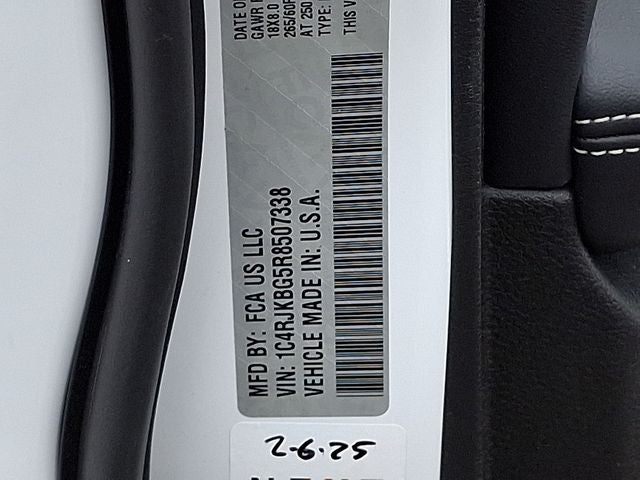 MFD BY: FCA US LLC
VIN: 1C4RJKBG5R8507338
VEHICLE MADE IN: U.S.A.
DATE O
GAWR
18X8.0
265/60
AT 250
TYPE:
THIS V
2-6-25